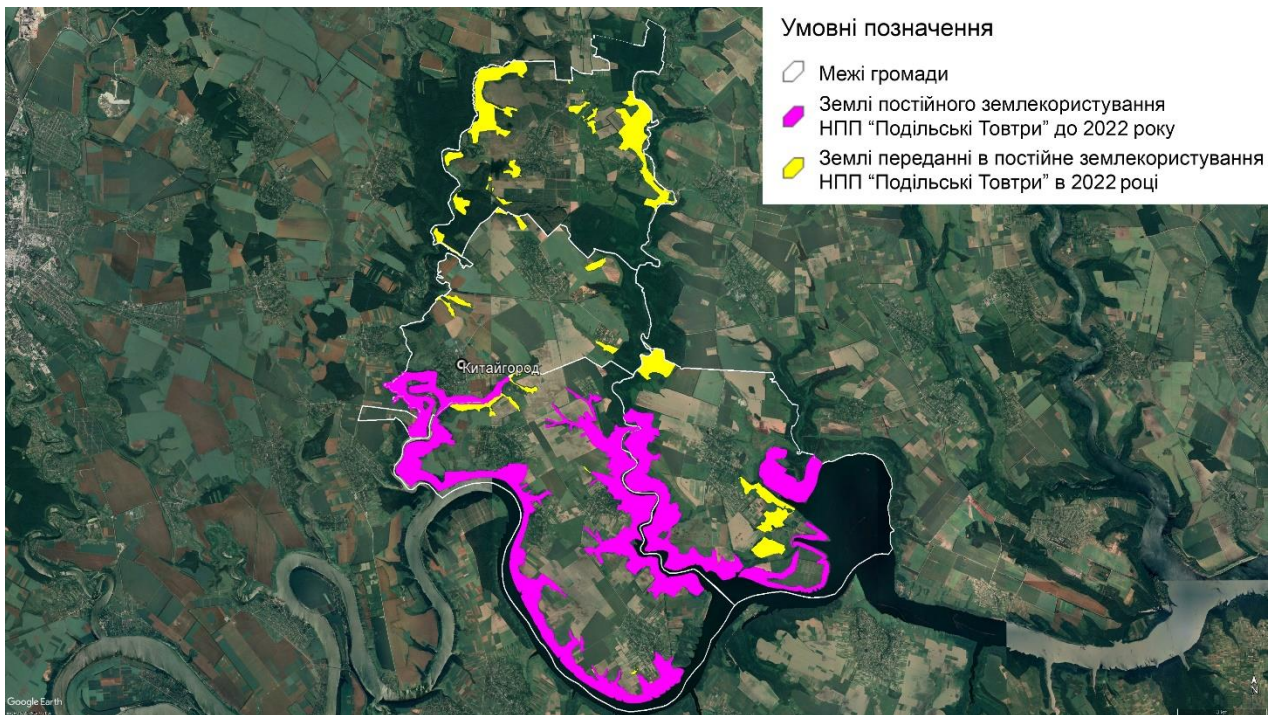 Умовні позначення
Межі громади
Землі постійного землекористування
НПП “Подільські Товтри” до 2022 року
Землі переданні в постійне землекористування
НПП “Подільські Товтри” в 2022 році
Китайгород
Google Earth
N